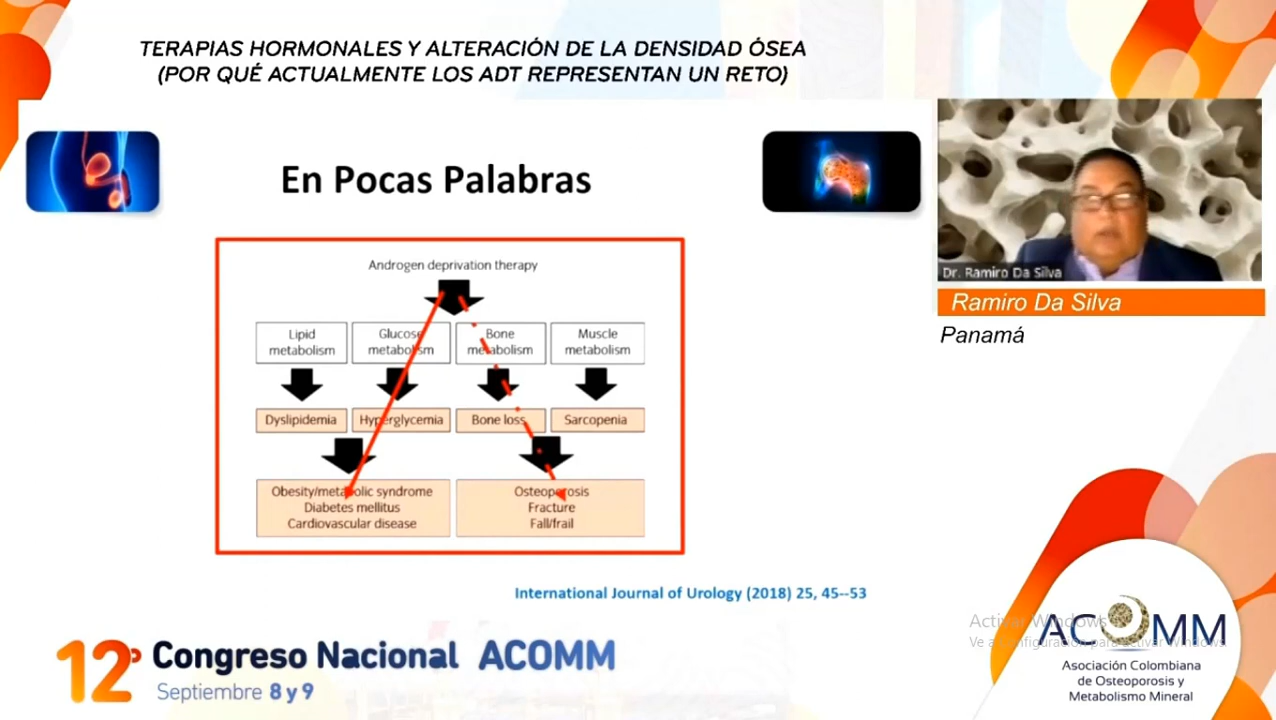 TERAPIAS HORMONALES Y ALTERACIÓN DE LA DENSIDAD ÓSEA
(POR QUÉ ACTUALMENTE LOS ADT REPRESENTAN UN RETO)
En Pocas Palabras
Androgen deprivation therapy
Lipid
metabolism
Glucose
metabolism
Bone
metabolism
Muscle
metabolism
Dyslipidemia
Hyperglycemia
Bone loss
Sarcopenia
Obesity/metabolic syndrome
Diabetes mellitus
Cardiovascular disease
Osteoporosis
Fracture
Fall/frail
International Journal of Urology (2018) 25, 45--53
Dr. Ramiro Da Silva
Ramiro Da Silva
Panamá
12º Congreso Nacional ACOMM
Septiembre 8 y 9
Activar Windows
Ve a Configuración para activar Windows.
ACOMM
Asociación Colombiana
de Osteoporosis y
Metabolismo Mineral